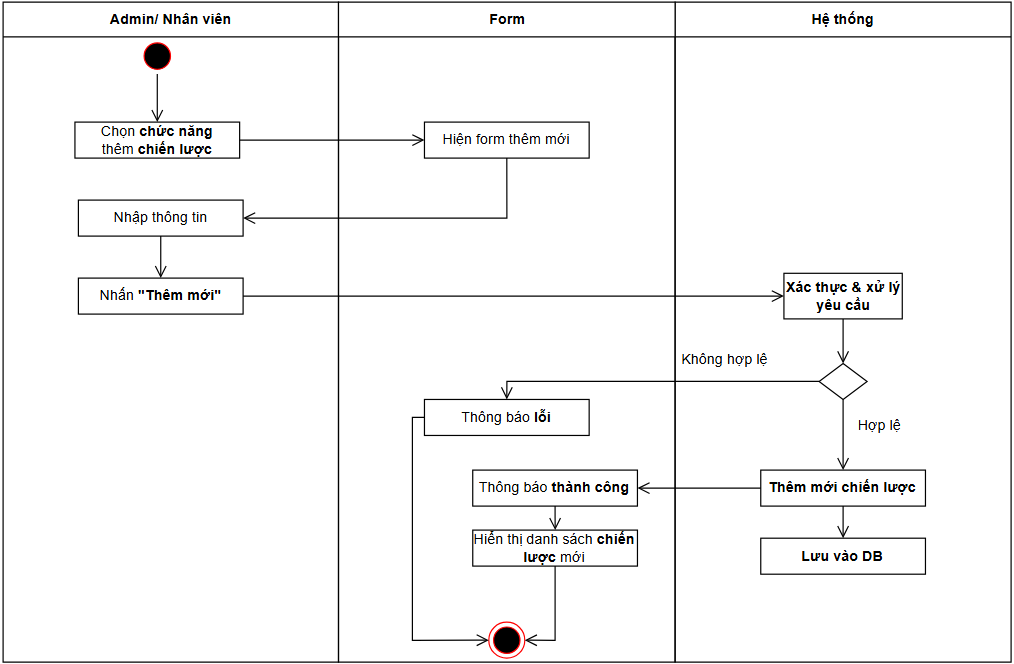 Admin/ Nhân viên
Form
Hệ thống
Chọn chức năng
thêm chiến lược
Hiện form thêm mới
Nhập thông tin
Nhấn "Thêm mới"
Xác thực & xử lý
yêu cầu
Không hợp lệ
Thông báo lỗi
Hợp lệ
Thông báo thành công
Thêm mới chiến lược
Hiển thị danh sách chiến
lược mới
Lưu vào DB